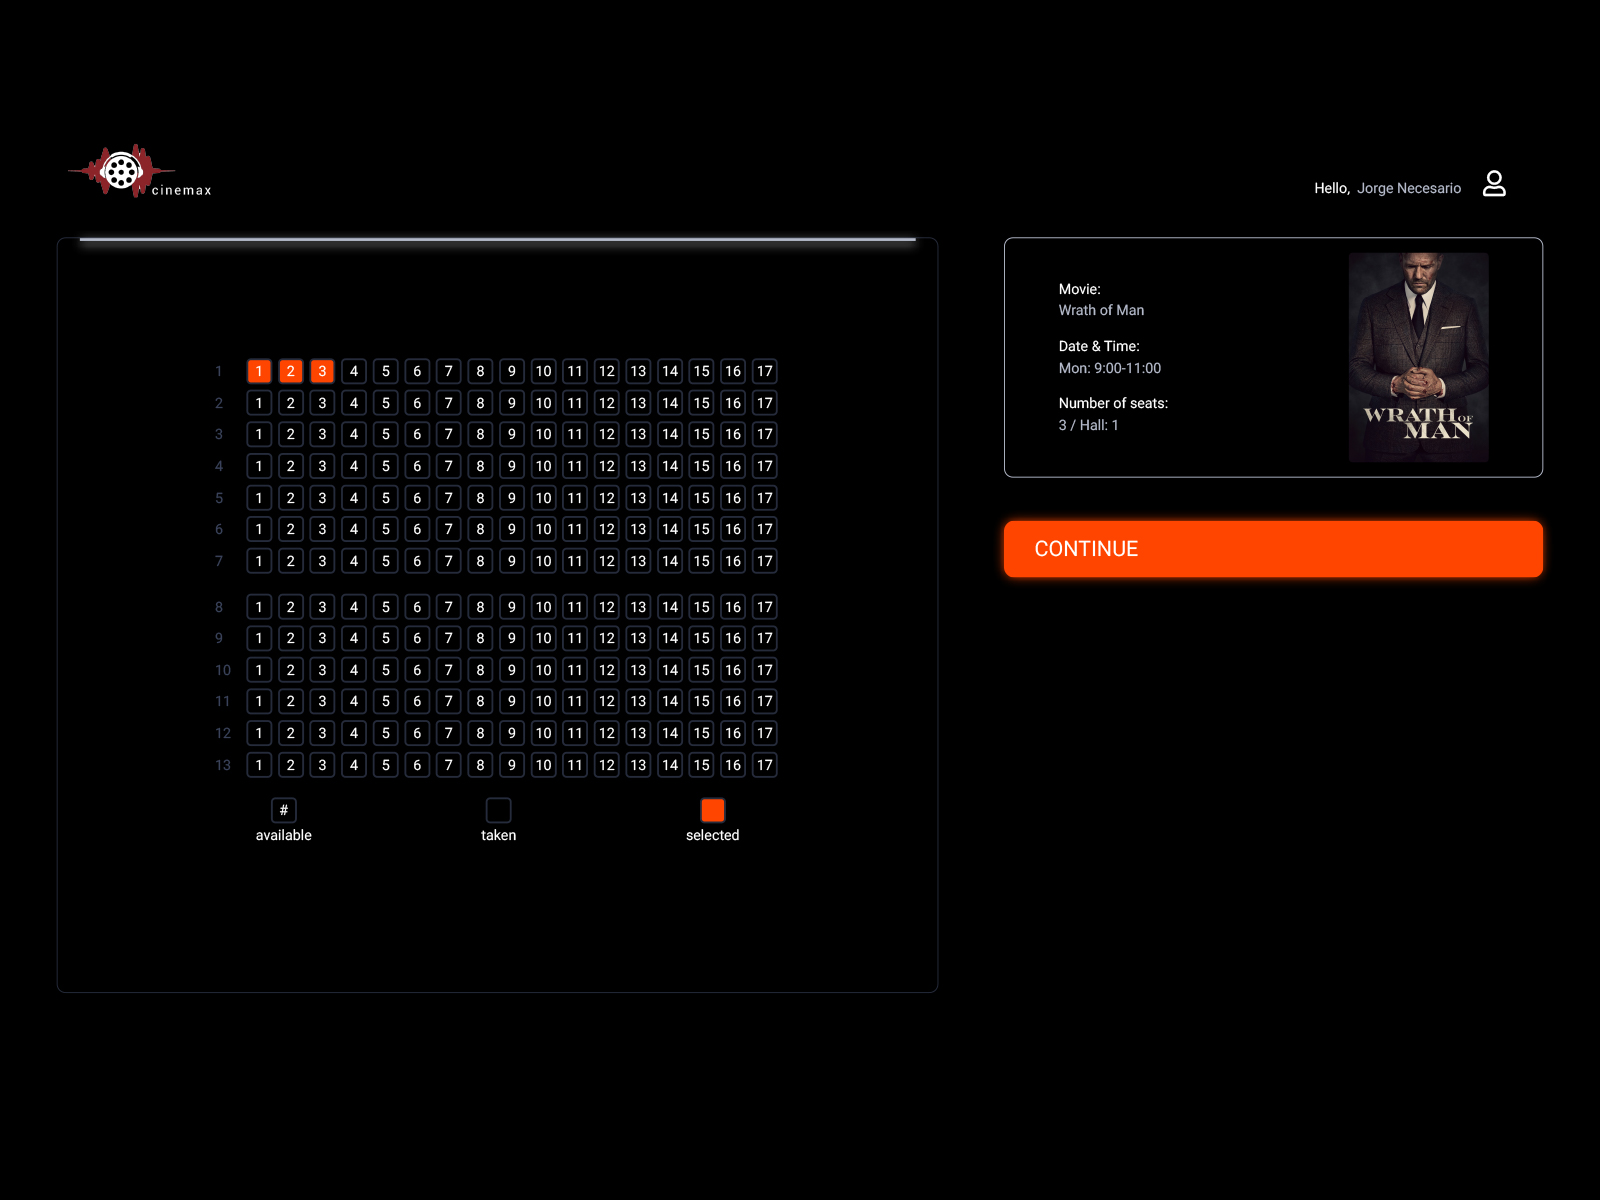 cinemax
Hello, Jorge Necesario
Movie:
Wrath of Man
Date & Time:
Mon: 9:00-11:00
Number of seats:
3 / Hall: 1
WRATH OF
MAN
CONTINUE
1 1 2 3 4 5 6 7 8 9 10 11 12 13 14 15 16 17
2 1 2 3 4 5 6 7 8 9 10 11 12 13 14 15 16 17
3 1 2 3 4 5 6 7 8 9 10 11 12 13 14 15 16 17
4 1 2 3 4 5 6 7 8 9 10 11 12 13 14 15 16 17
5 1 2 3 4 5 6 7 8 9 10 11 12 13 14 15 16 17
6 1 2 3 4 5 6 7 8 9 10 11 12 13 14 15 16 17
7 1 2 3 4 5 6 7 8 9 10 11 12 13 14 15 16 17
8 1 2 3 4 5 6 7 8 9 10 11 12 13 14 15 16 17
9 1 2 3 4 5 6 7 8 9 10 11 12 13 14 15 16 17
10 1 2 3 4 5 6 7 8 9 10 11 12 13 14 15 16 17
11 1 2 3 4 5 6 7 8 9 10 11 12 13 14 15 16 17
12 1 2 3 4 5 6 7 8 9 10 11 12 13 14 15 16 17
13 1 2 3 4 5 6 7 8 9 10 11 12 13 14 15 16 17
#
available taken selected